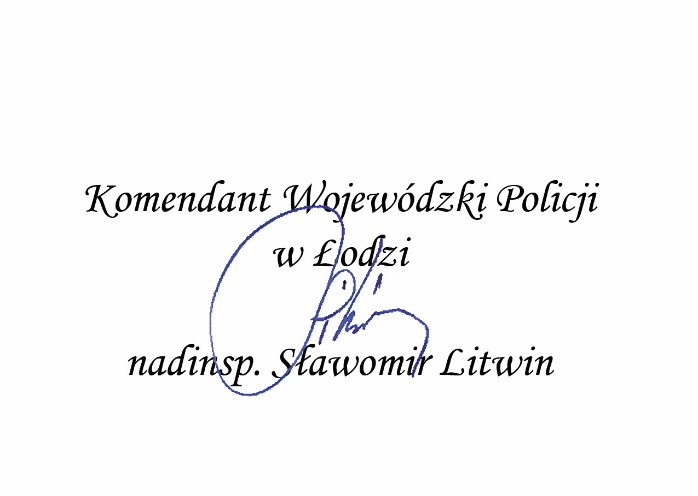 Komendant Wojewódzki Policji
w Łodzi
nadinsp. Sławomir Litwin